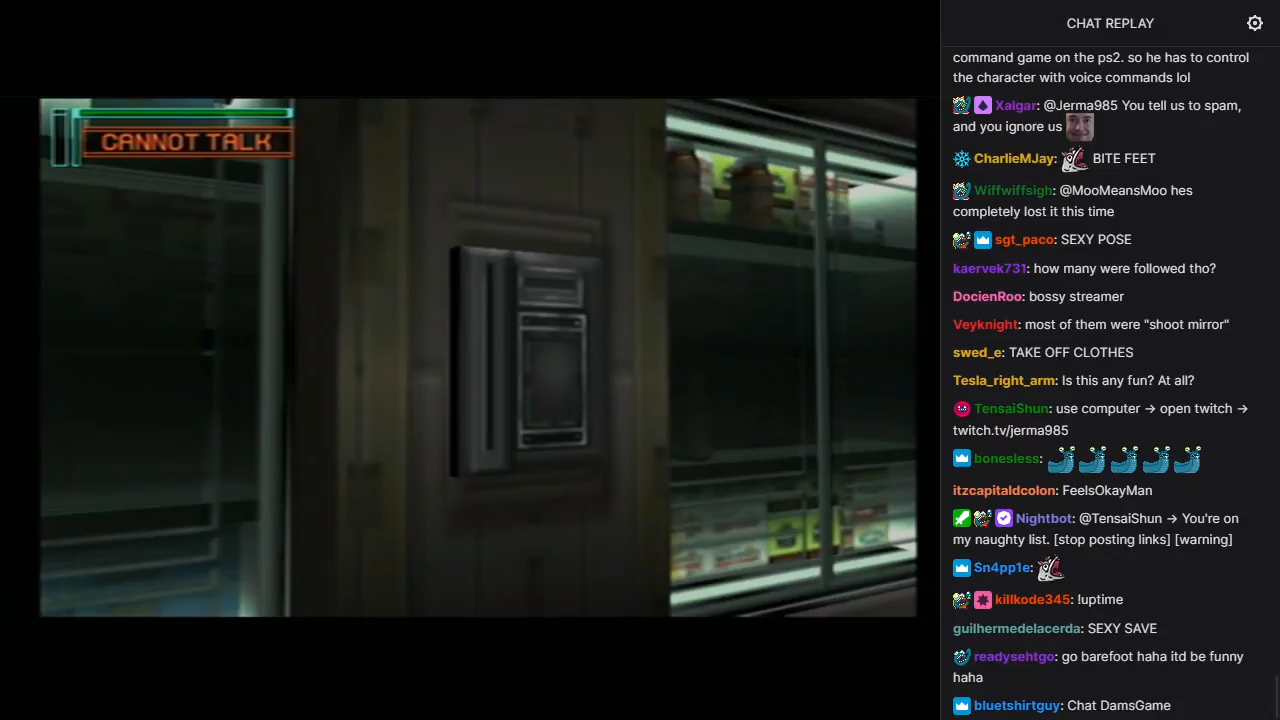 CANNOT TALK
CHAT REPLAY
command game on the ps2. so he has to control
the character with voice commands lol
Xalgar: @Jerma985 You tell us to spam,
and you ignore us
CharlieMJay: BITE FEET
Wiffwiffsigh: @MooMeansMoo hes
completely lost it this time
sgt_paco: SEXY POSE
kaervek731: how many were followed tho?
DocienRoo: bossy streamer
Veyknight: most of them were "shoot mirror"
swed_e: TAKE OFF CLOTHES
Tesla_right_arm: Is this any fun? At all?
TensaiShun: use computer -> open twitch ->
twitch.tv/jerma985
bonesless:
itzcapitaldcolon: FeelsOkayMan
Nightbot: @TensaiShun -> You're on
my naughty list. [stop posting links] [warning]
Sn4pp1e:
killkode345: !uptime
guilhermedelacerda: SEXY SAVE
readysehtgo: go barefoot haha itd be funny
haha
bluetshirtguy: Chat DamsGame